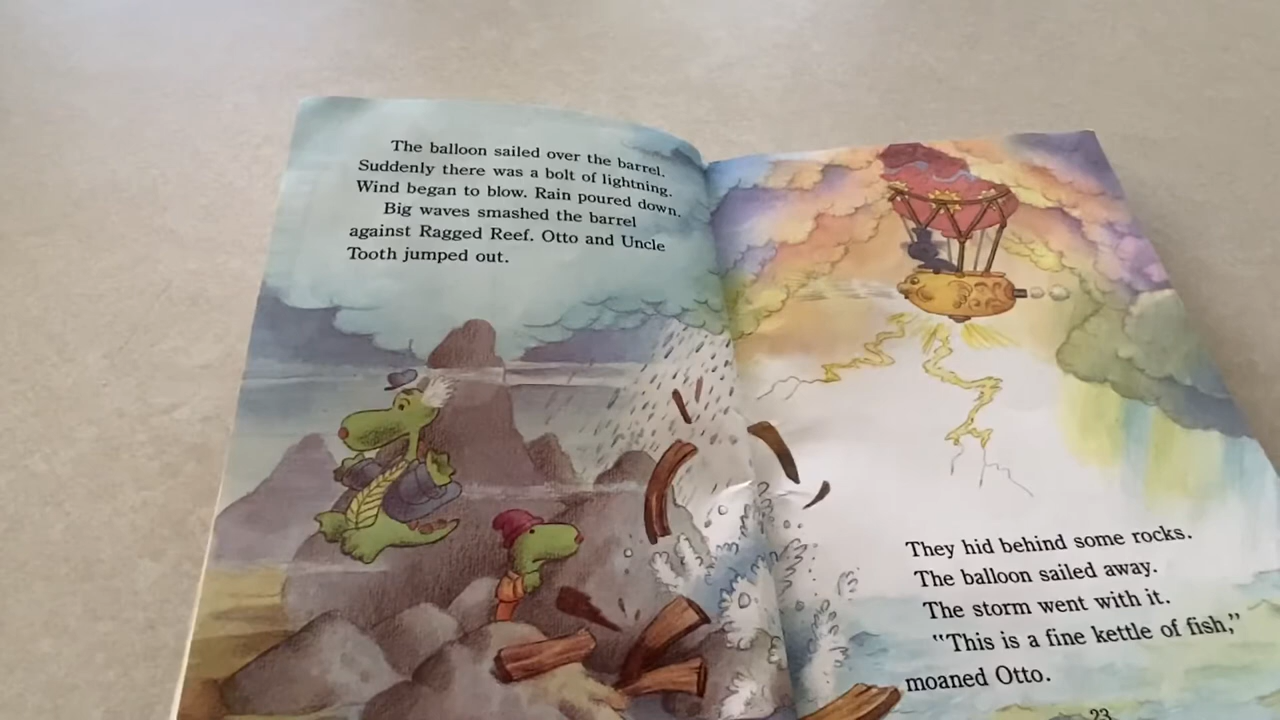 The balloon sailed over the barrel.
Suddenly there was a bolt of lightning.
Wind began to blow. Rain poured down.
Big waves smashed the barrel
against Ragged Reef. Otto and Uncle
Tooth jumped out.
They hid behind some rocks.
The balloon sailed away.
The storm went with it.
“This is a fine kettle of fish,”
moaned Otto.
23